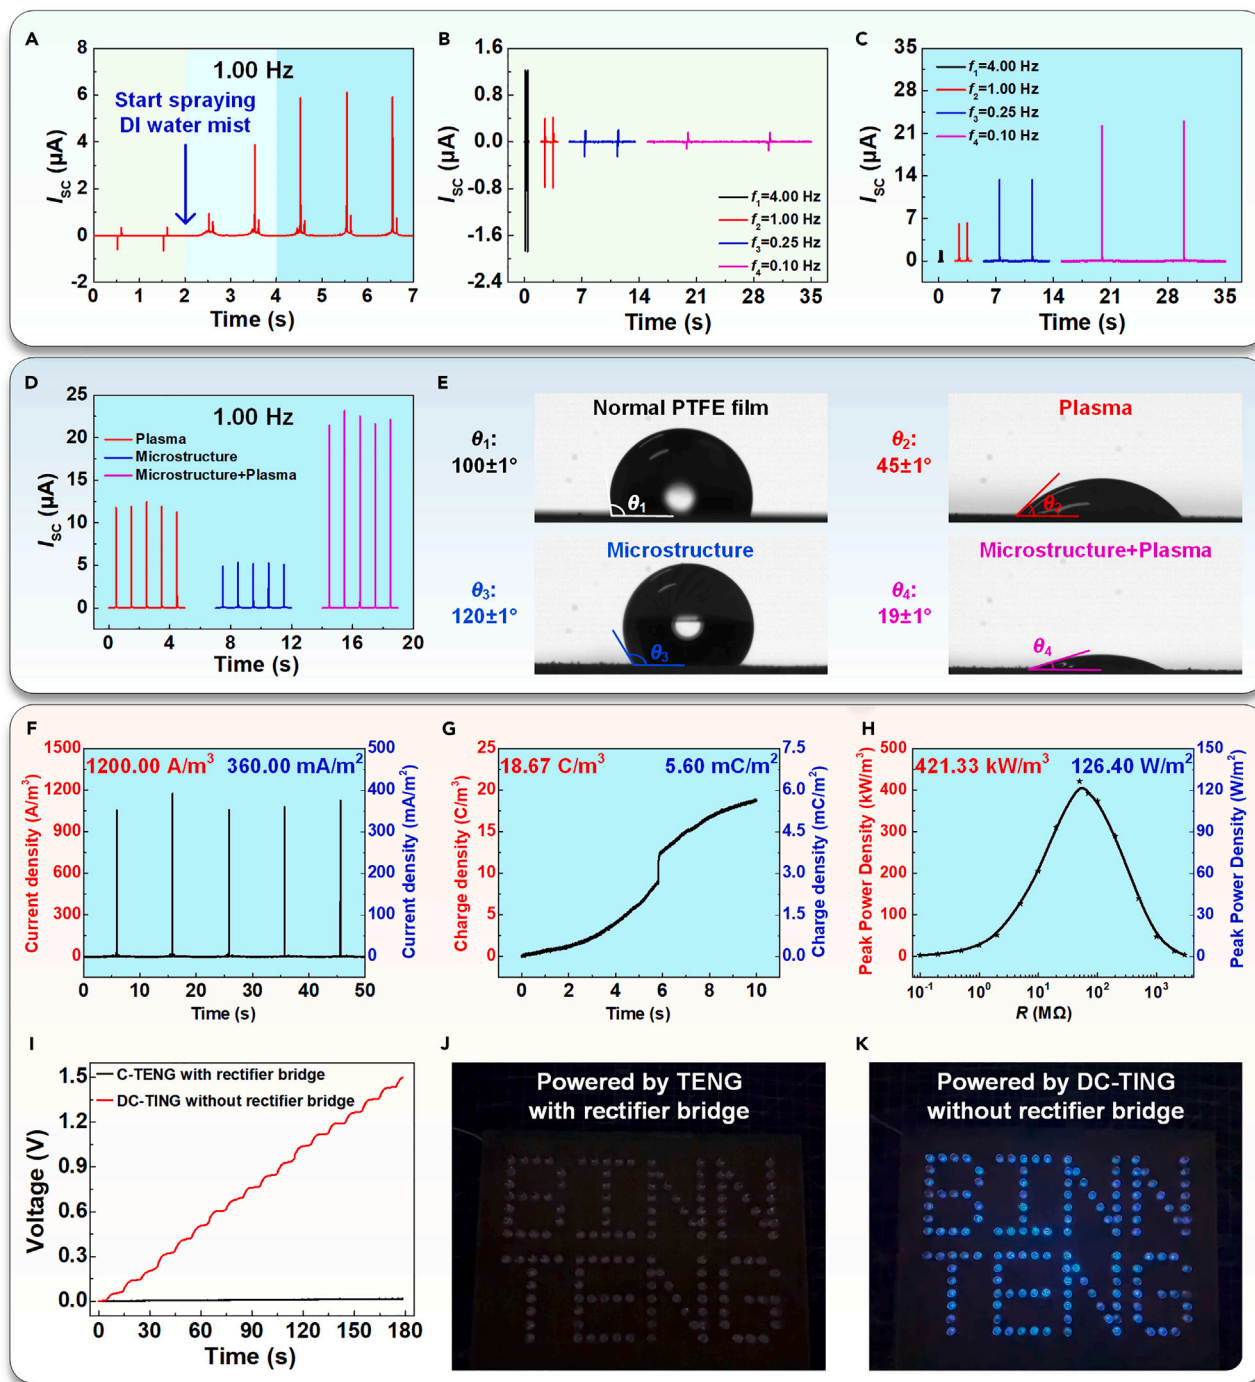 A
I_SC (μA)
8
6
4
2
0
-2
1.00 Hz
Start spraying
DI water mist
0 1 2 3 4 5 6 7
Time (s)
B
I_SC (μA)
1.6
0.8
0.0
-0.8
-1.6
-2.4
f₁=4.00 Hz
f₂=1.00 Hz
f₃=0.25 Hz
f₄=0.10 Hz
0 7 14 21 28 35
Time (s)
C
I_SC (μA)
35
28
21
14
7
0
f₁=4.00 Hz
f₂=1.00 Hz
f₃=0.25 Hz
f₄=0.10 Hz
0 7 14 21 28 35
Time (s)
D
I_SC (μA)
25
20
15
10
5
0
1.00 Hz
Plasma
Microstructure
Microstructure+Plasma
0 4 8 12 16 20
Time (s)
E
Normal PTFE film
θ₁:
100±1°
θ₁
Plasma
θ₂:
45±1°
θ₂
Microstructure
θ₃:
120±1°
θ₃
Microstructure+Plasma
θ₄:
19±1°
θ₄
F
Current density (A/m³)
1500
1200
900
600
300
0
1200.00 A/m³ 360.00 mA/m²
500
400
300
200
100
0
Current density (mA/m²)
0 10 20 30 40 50
Time (s)
G
Charge density (C/m³)
25
20
15
10
5
0
18.67 C/m³ 5.60 mC/m²
7.5
6.0
4.5
3.0
1.5
0.0
Charge density (mC/m²)
0 2 4 6 8 10
Time (s)
H
Peak Power Density (kW/m³)
500
400
300
200
100
0
421.33 kW/m³ 126.40 W/m²
150
120
90
60
30
0
Peak Power Density (W/m²)
10⁻¹ 10⁰ 10¹ 10² 10³
R (MΩ)
I
Voltage (V)
1.5
1.2
0.9
0.6
0.3
0.0
C-TENG with rectifier bridge
DC-TING without rectifier bridge
0 30 60 90 120 150 180
Time (s)
J
Powered by TENG
with rectifier bridge
BINN
TENG
K
Powered by DC-TING
without rectifier bridge
BINN
TENG